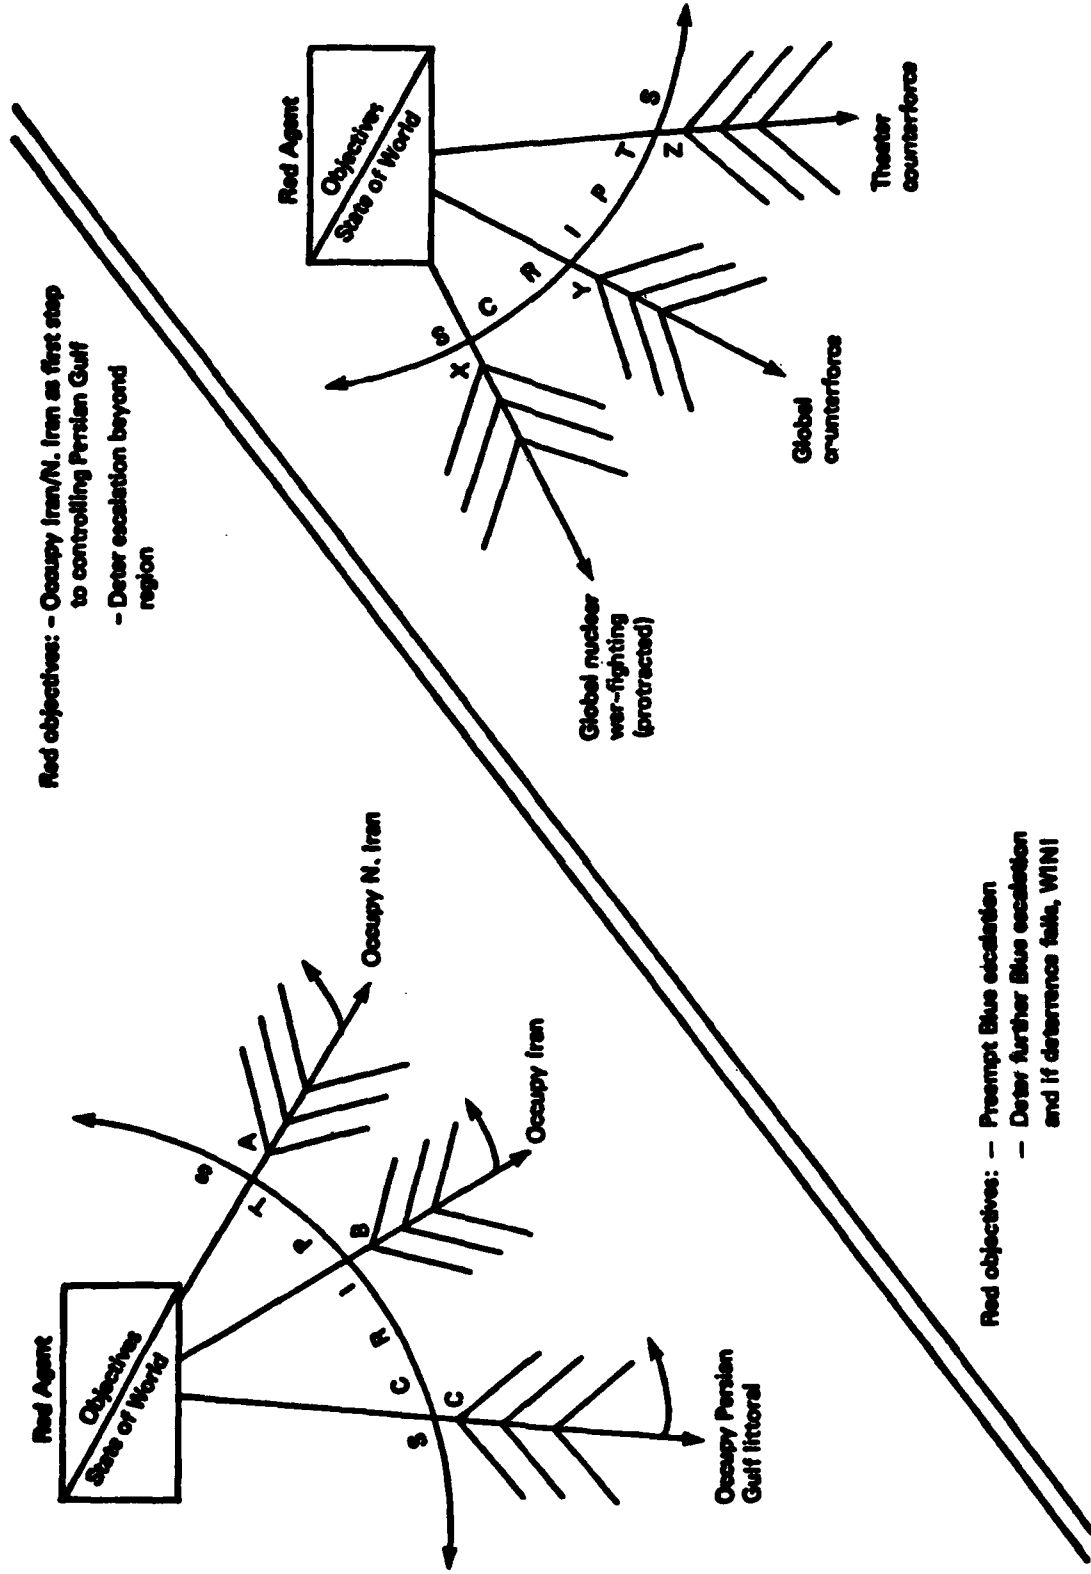 Red Agent
Objectives
State of World
S C R I P T S
C
B
A
Occupy Persian
Gulf littoral
Occupy Iran
Occupy N. Iran
Red objectives: - Occupy Iran/N. Iran as first step
to controlling Persian Gulf
- Deter escalation beyond
region
Red Agent
Objectives
State of World
S C R I P T S
X
Y
Z
Global nuclear
war-fighting
(protracted)
Global
counterforce
Theater
counterforce
Red objectives: — Preempt Blue escalation
— Deter further Blue escalation
and if deterrence fails, WIN!